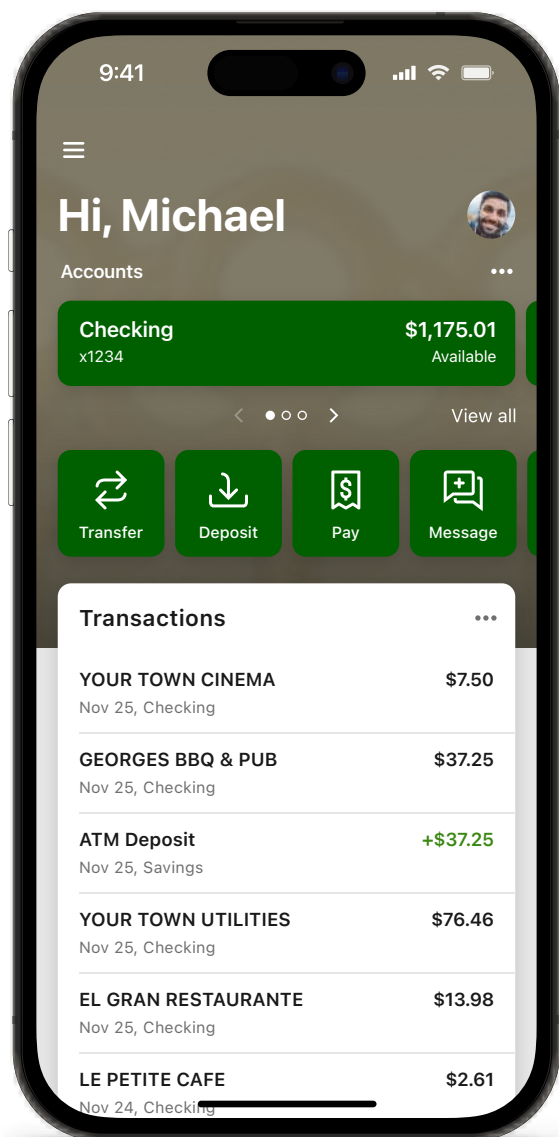 9:41
Hi, Michael
Accounts
Checking $1,175.01
x1234 Available
View all
Transfer Deposit Pay Message
Transactions
YOUR TOWN CINEMA $7.50
Nov 25, Checking
GEORGES BBQ & PUB $37.25
Nov 25, Checking
ATM Deposit +$37.25
Nov 25, Savings
YOUR TOWN UTILITIES $76.46
Nov 25, Checking
EL GRAN RESTAURANTE $13.98
Nov 25, Checking
LE PETITE CAFE $2.61
Nov 24, Checking